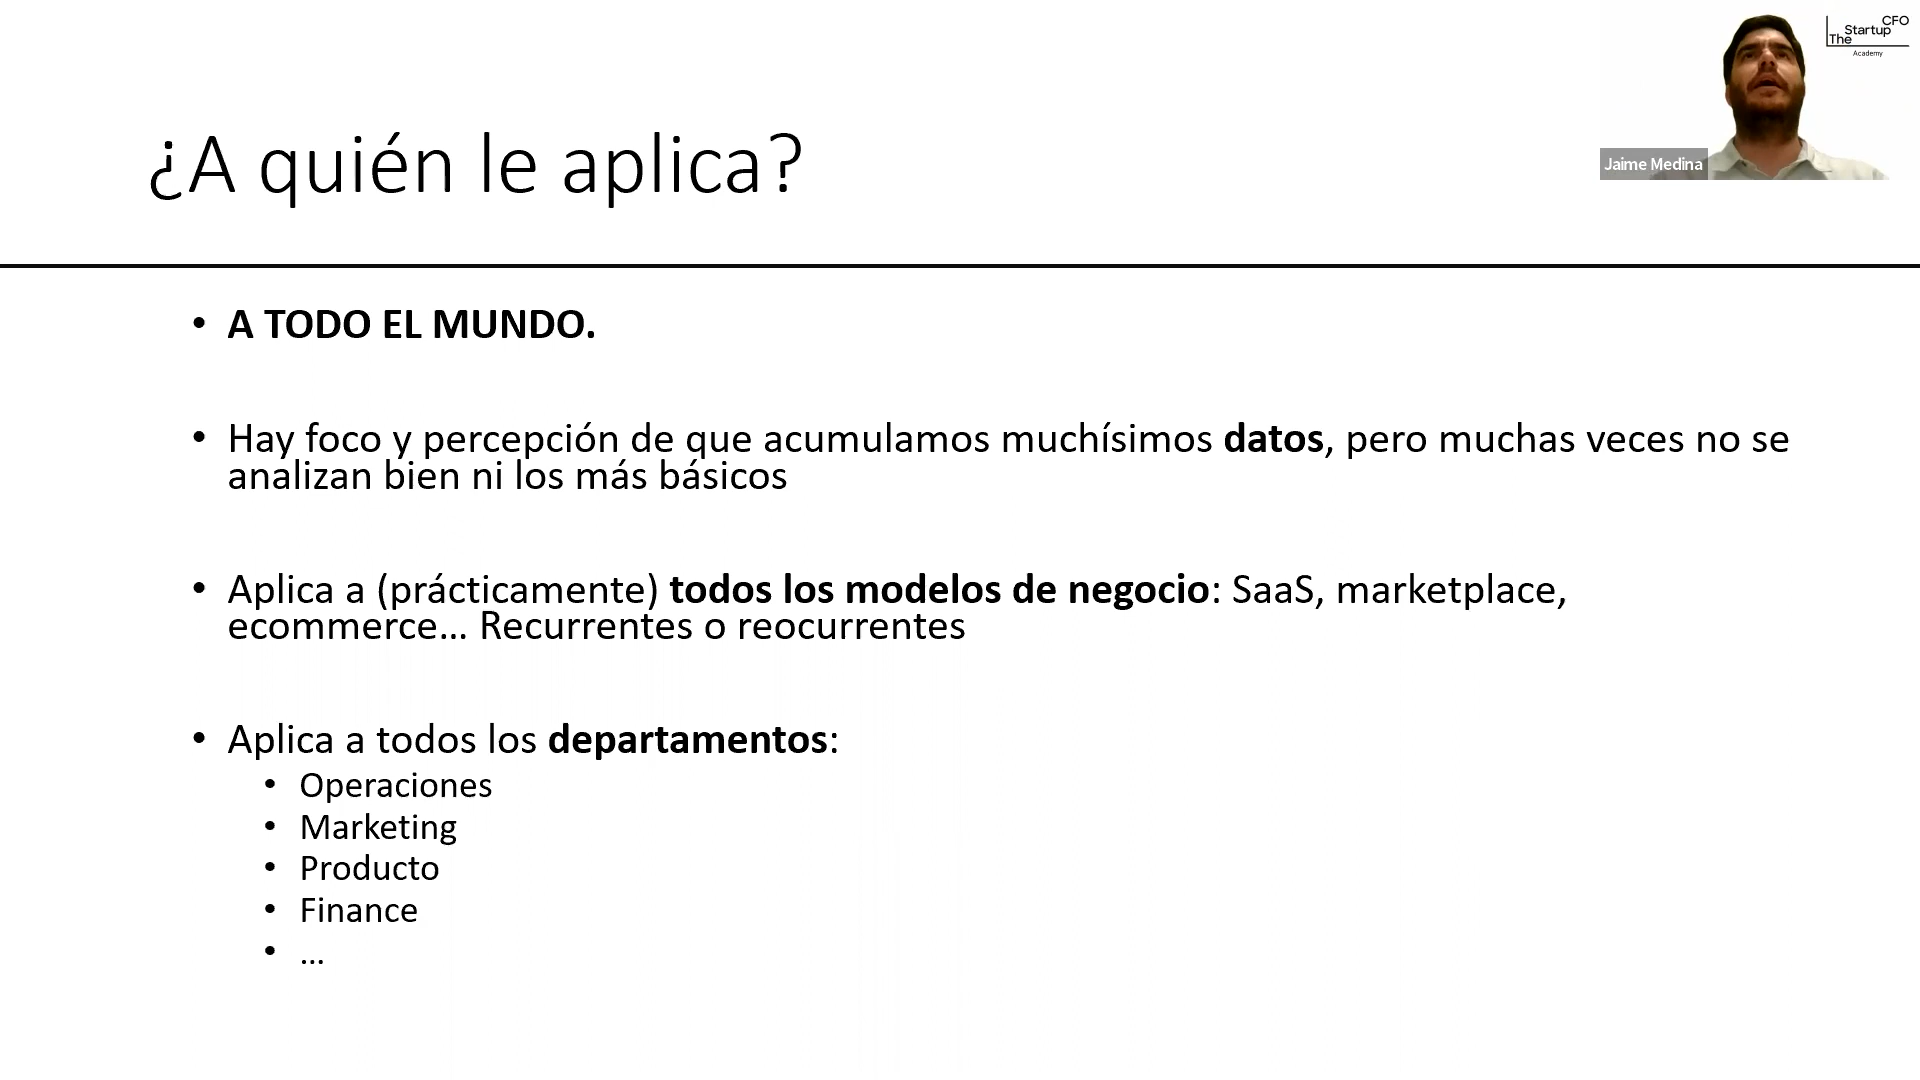 The Startup CFO
Academy
Jaime Medina
¿A quién le aplica?
• A TODO EL MUNDO.
• Hay foco y percepción de que acumulamos muchísimos datos, pero muchas veces no se
analizan bien ni los más básicos
• Aplica a (prácticamente) todos los modelos de negocio: SaaS, marketplace,
ecommerce... Recurrentes o reocurrentes
• Aplica a todos los departamentos:
• Operaciones
• Marketing
• Producto
• Finance
• ...